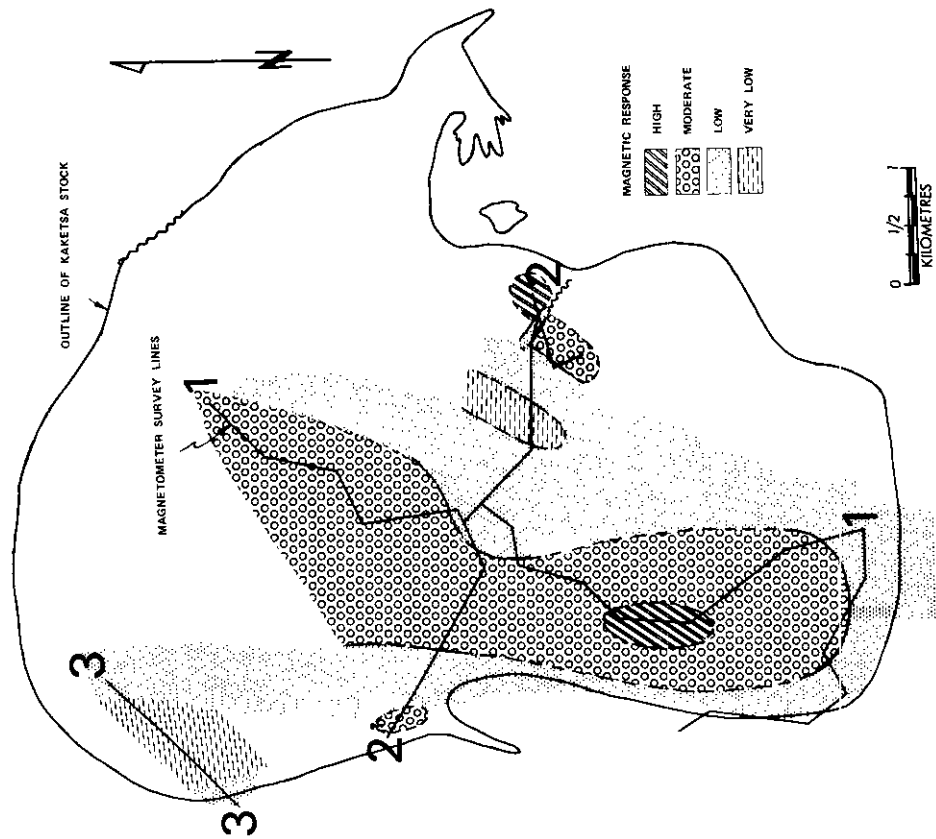 OUTLINE OF KAKETSA STOCK
N
MAGNETOMETER SURVEY LINES
1
3
3
2
2
1
MAGNETIC RESPONSE
HIGH
MODERATE
LOW
VERY LOW
0 1/2 1
KILOMETRES